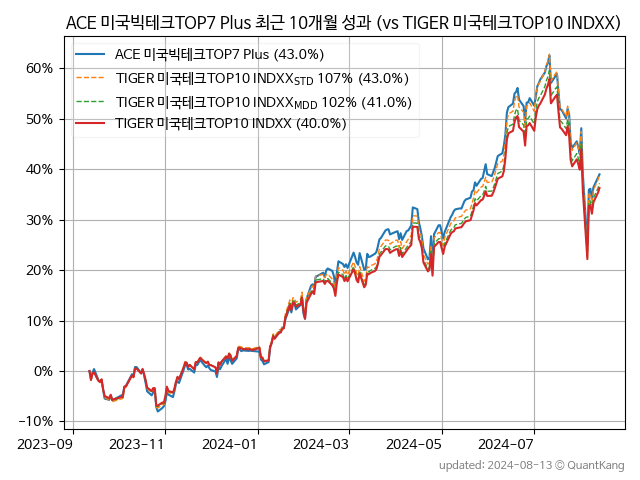 ACE 미국빅테크TOP7 Plus 최근 10개월 성과 (vs TIGER 미국테크TOP10 INDXX)
ACE 미국빅테크TOP7 Plus (43.0%)
TIGER 미국테크TOP10 INDXX_STD 107% (43.0%)
TIGER 미국테크TOP10 INDXX_MDD 102% (41.0%)
TIGER 미국테크TOP10 INDXX (40.0%)
60%
50%
40%
30%
20%
10%
0%
-10%
2023-09 2023-11 2024-01 2024-03 2024-05 2024-07
updated: 2024-08-13 © QuantKang